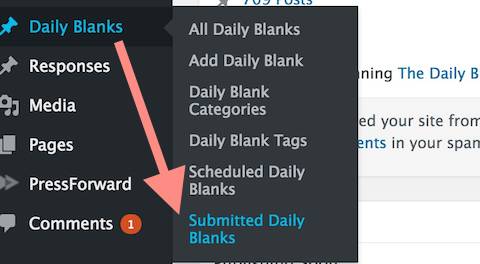 709 Posts
Daily Blanks
Responses
Media
Pages
PressForward
Comments 1
All Daily Blanks
Add Daily Blank
Daily Blank
Categories
Daily Blank Tags
Scheduled Daily
Blanks
Submitted Daily
Blanks
The Daily B
ed your site from
ents in your spam